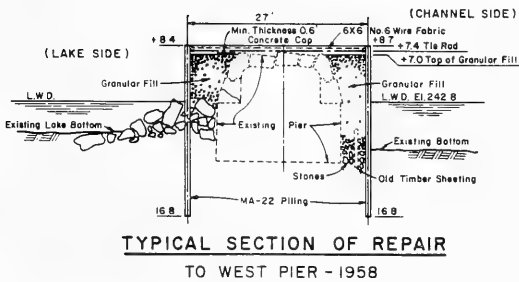 27'
(CHANNEL SIDE)
(LAKE SIDE)
Min. Thickness 0.6'
Concrete Cap
6X6 No. 6 Wire Fabric
+8.4
+8.7
+7.4 Tie Rod
+7.0 Top of Granular Fill
Granular Fill
Granular Fill
L.W.D.
L.W.D. El. 242.8
Existing Lake Bottom
Existing
Pier
Existing Bottom
Stones
Old Timber Sheeting
MA-22 Piling
16.8
16.8
TYPICAL SECTION OF REPAIR
TO WEST PIER - 1958